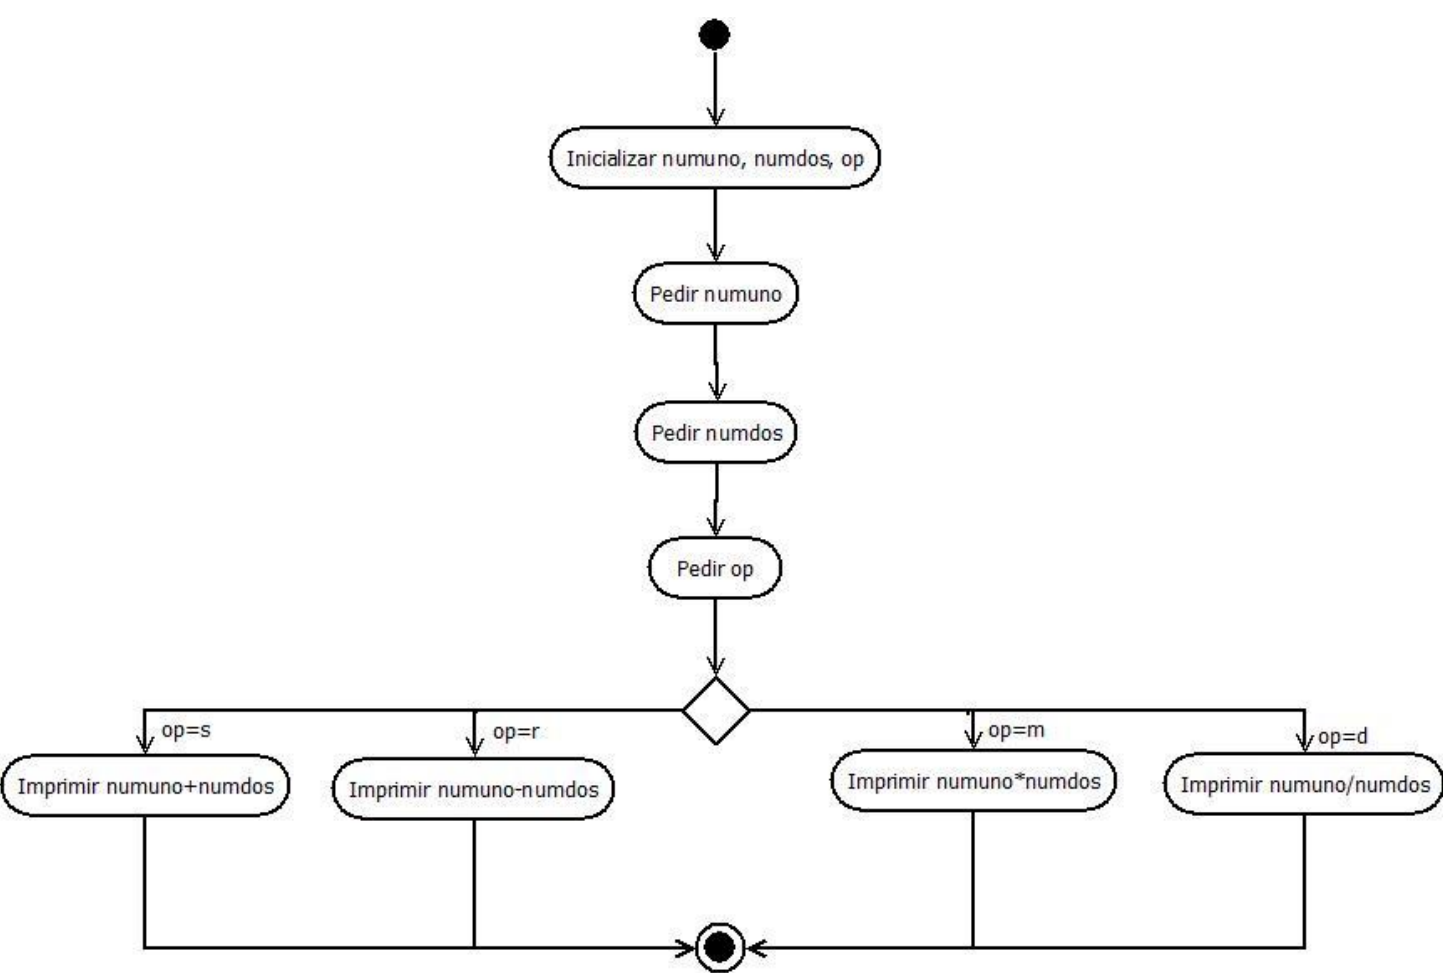 Inicializar numuno, numdos, op
Pedir numuno
Pedir numdos
Pedir op
op=s
op=r
op=m
op=d
Imprimir numuno+numdos
Imprimir numuno-numdos
Imprimir numuno*numdos
Imprimir numuno/numdos